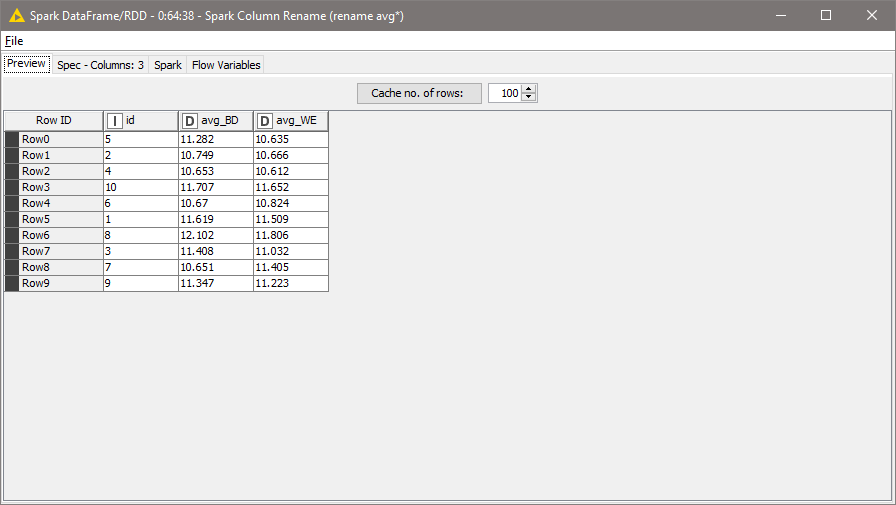 Spark DataFrame/RDD - 0:64:38 - Spark Column Rename (rename avg*)
File
Preview Spec - Columns: 3 Spark Flow Variables
Cache no. of rows: 100
Row ID I id D avg_BD D avg_WE
Row0 5 11.282 10.635
Row1 2 10.749 10.666
Row2 4 10.653 10.612
Row3 10 11.707 11.652
Row4 6 10.67 10.824
Row5 1 11.619 11.509
Row6 8 12.102 11.806
Row7 3 11.408 11.032
Row8 7 10.651 11.405
Row9 9 11.347 11.223